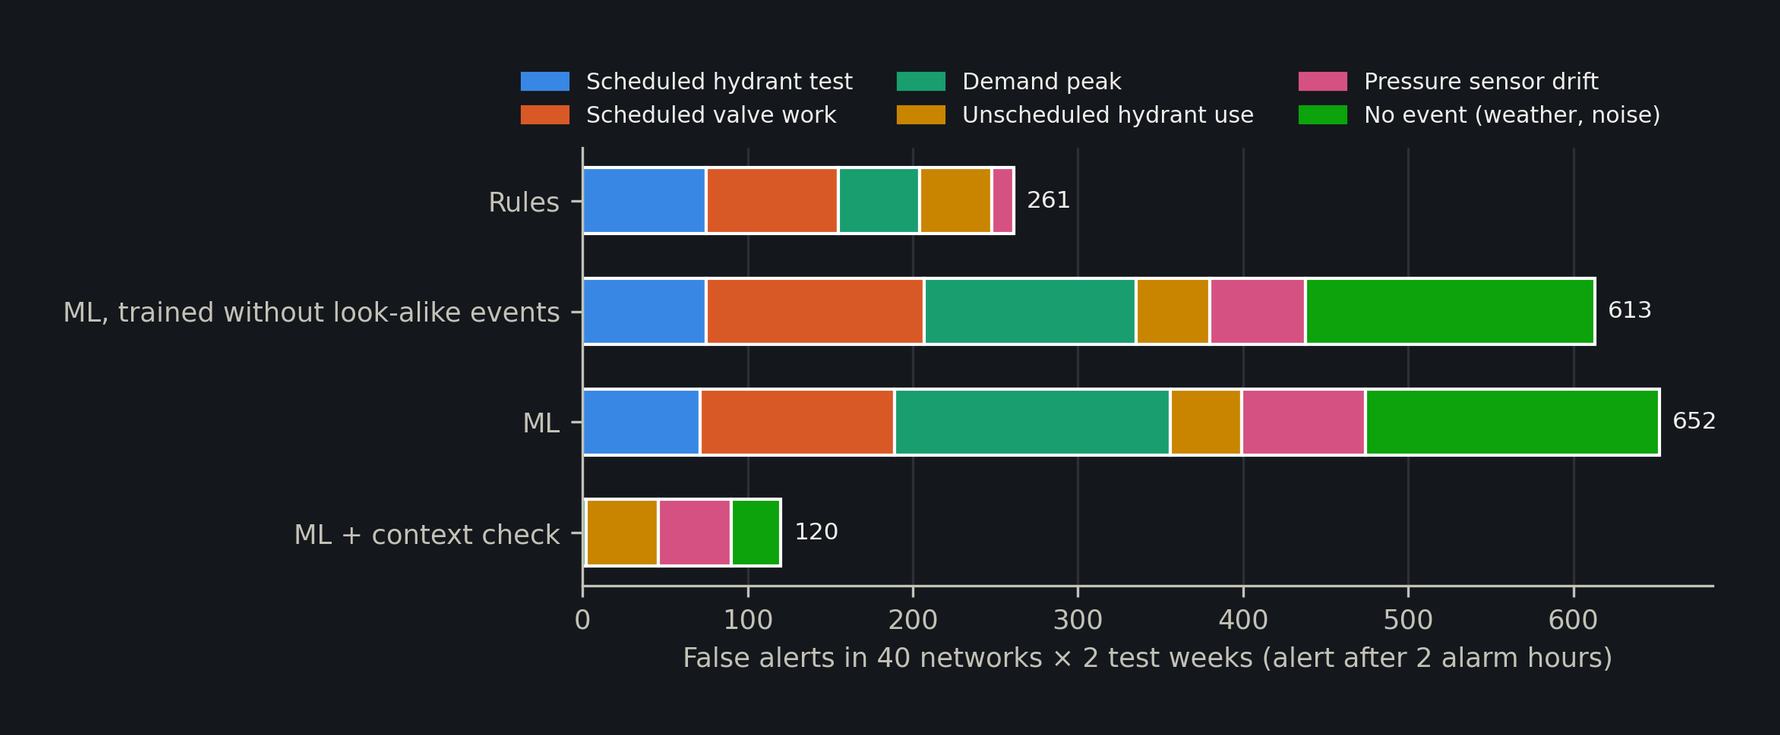 Scheduled hydrant test
Scheduled valve work
Demand peak
Unscheduled hydrant use
Pressure sensor drift
No event (weather, noise)
Rules
261
ML, trained without look-alike events
613
ML
652
ML + context check
120
0 100 200 300 400 500 600
False alerts in 40 networks × 2 test weeks (alert after 2 alarm hours)